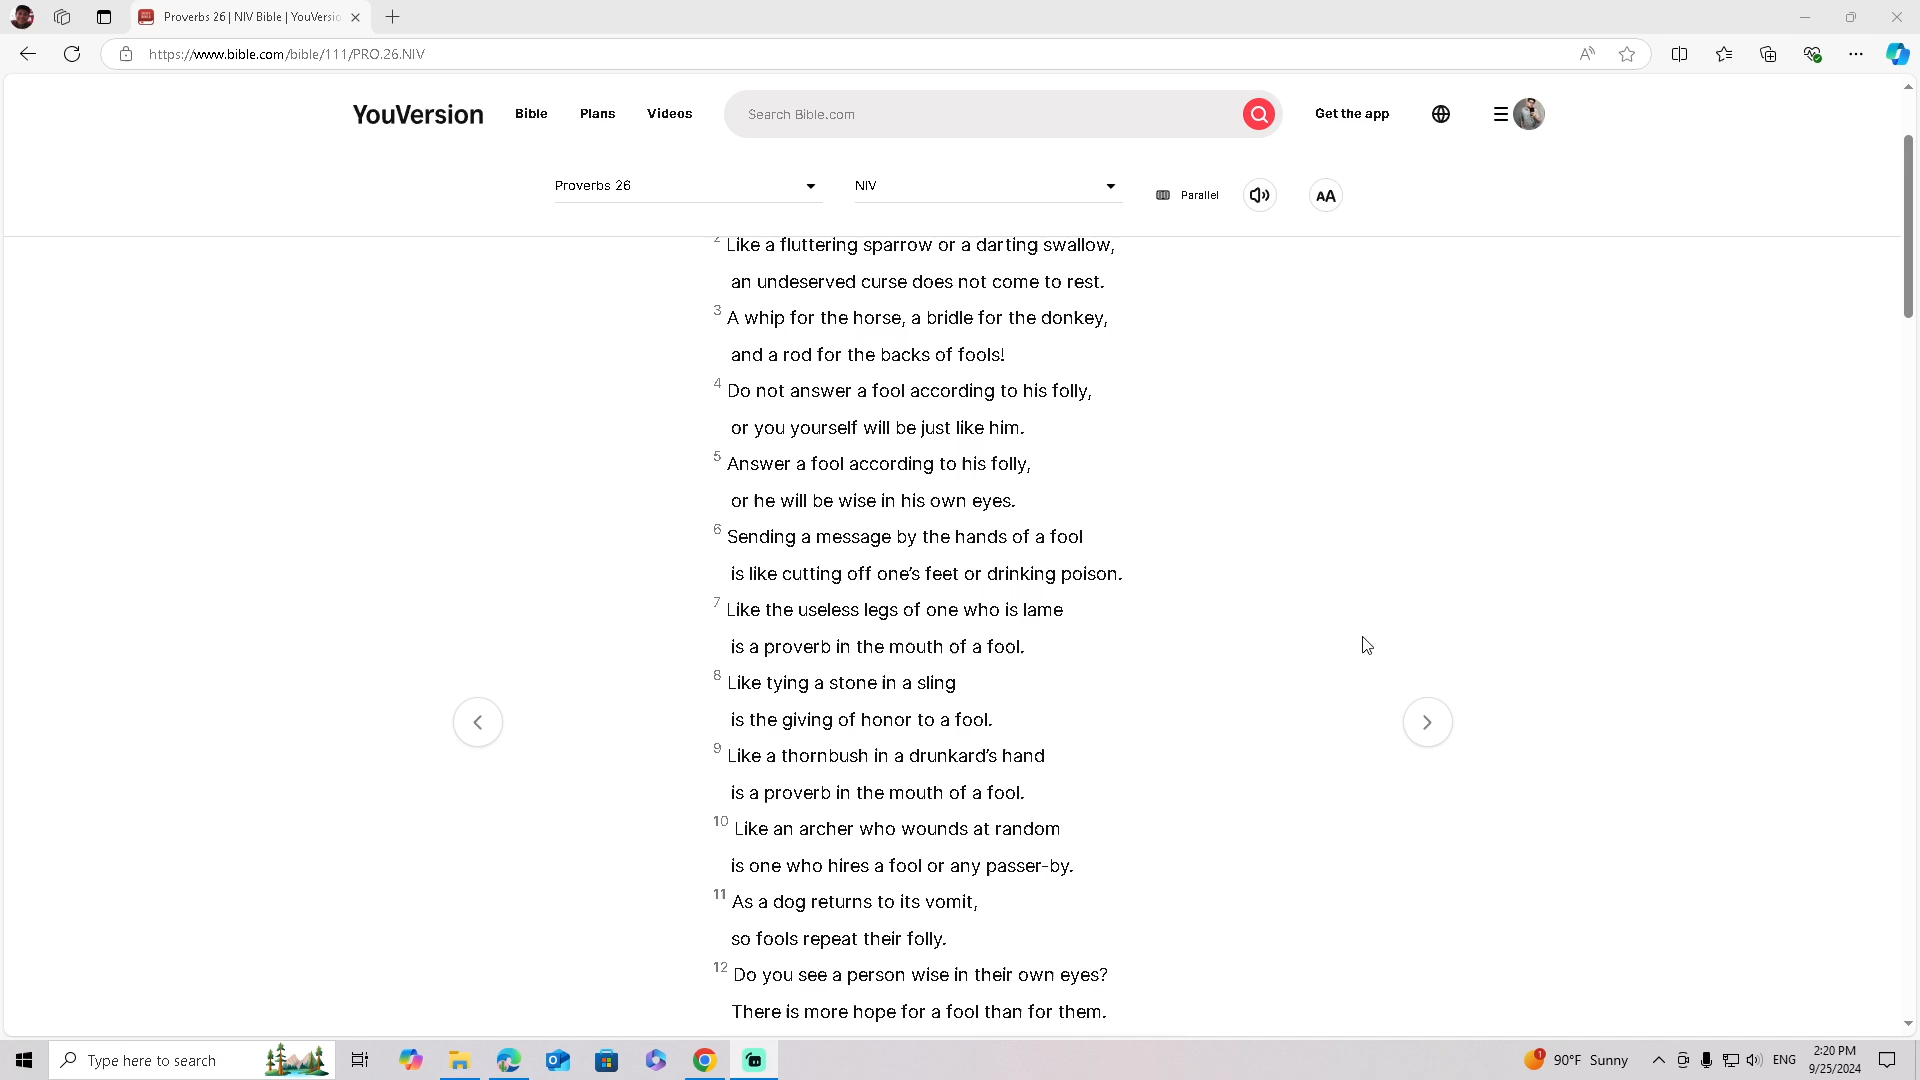 Proverbs 26 | NIV Bible | YouVersio
https://www.bible.com/bible/111/PRO.26.NIV
YouVersion Bible Plans Videos Search Bible.com Get the app
Proverbs 26 NIV Parallel AA
2 Like a fluttering sparrow or a darting swallow,
an undeserved curse does not come to rest.
3 A whip for the horse, a bridle for the donkey,
and a rod for the backs of fools!
4 Do not answer a fool according to his folly,
or you yourself will be just like him.
5 Answer a fool according to his folly,
or he will be wise in his own eyes.
6 Sending a message by the hands of a fool
is like cutting off one’s feet or drinking poison.
7 Like the useless legs of one who is lame
is a proverb in the mouth of a fool.
8 Like tying a stone in a sling
is the giving of honor to a fool.
9 Like a thornbush in a drunkard’s hand
is a proverb in the mouth of a fool.
10 Like an archer who wounds at random
is one who hires a fool or any passer-by.
11 As a dog returns to its vomit,
so fools repeat their folly.
12 Do you see a person wise in their own eyes?
There is more hope for a fool than for them.
Type here to search 1 90°F Sunny ENG 2:20 PM
9/25/2024